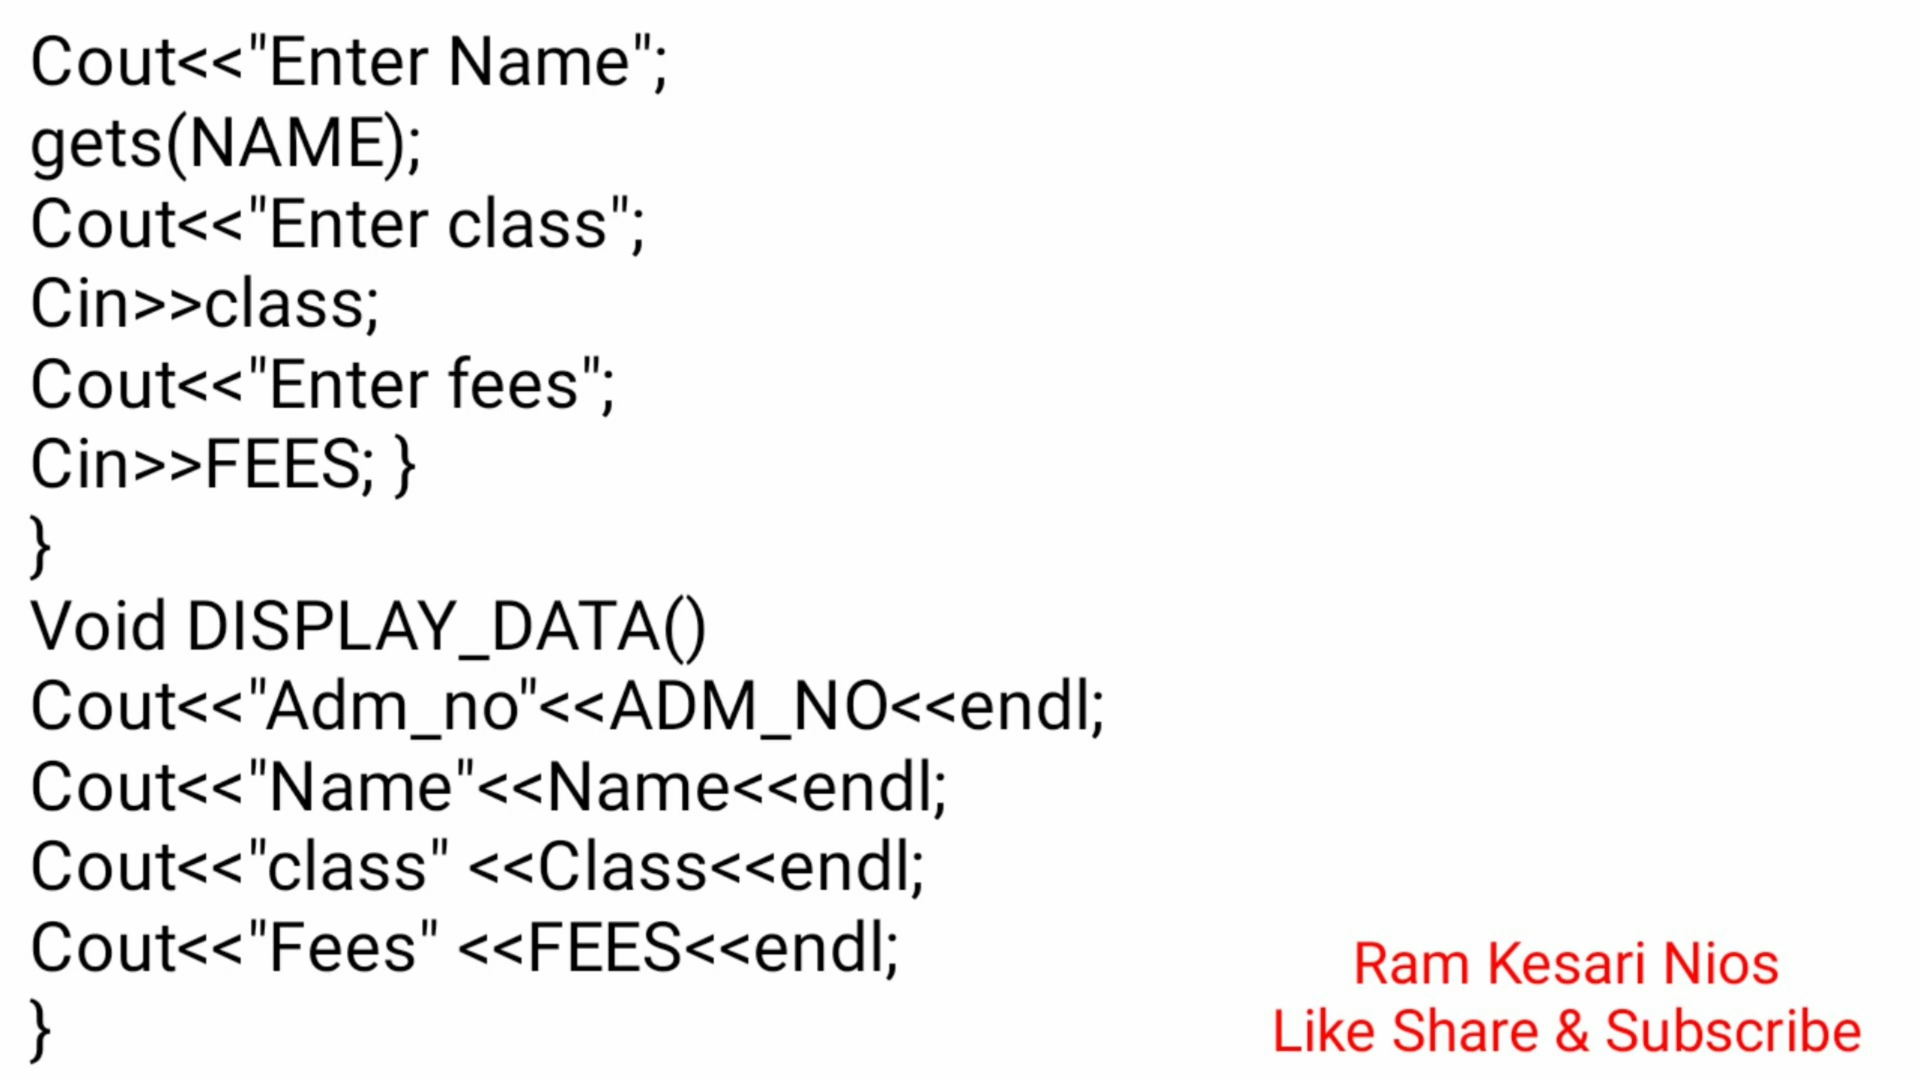 Cout<<"Enter Name";
gets(NAME);
Cout<<"Enter class";
Cin>>class;
Cout<<"Enter fees";
Cin>>FEES; }
}
Void DISPLAY_DATA()
Cout<<"Adm_no"<<ADM_NO<<endl;
Cout<<"Name"<<Name<<endl;
Cout<<"class" <<Class<<endl;
Cout<<"Fees" <<FEES<<endl;
}
Ram Kesari Nios
Like Share & Subscribe